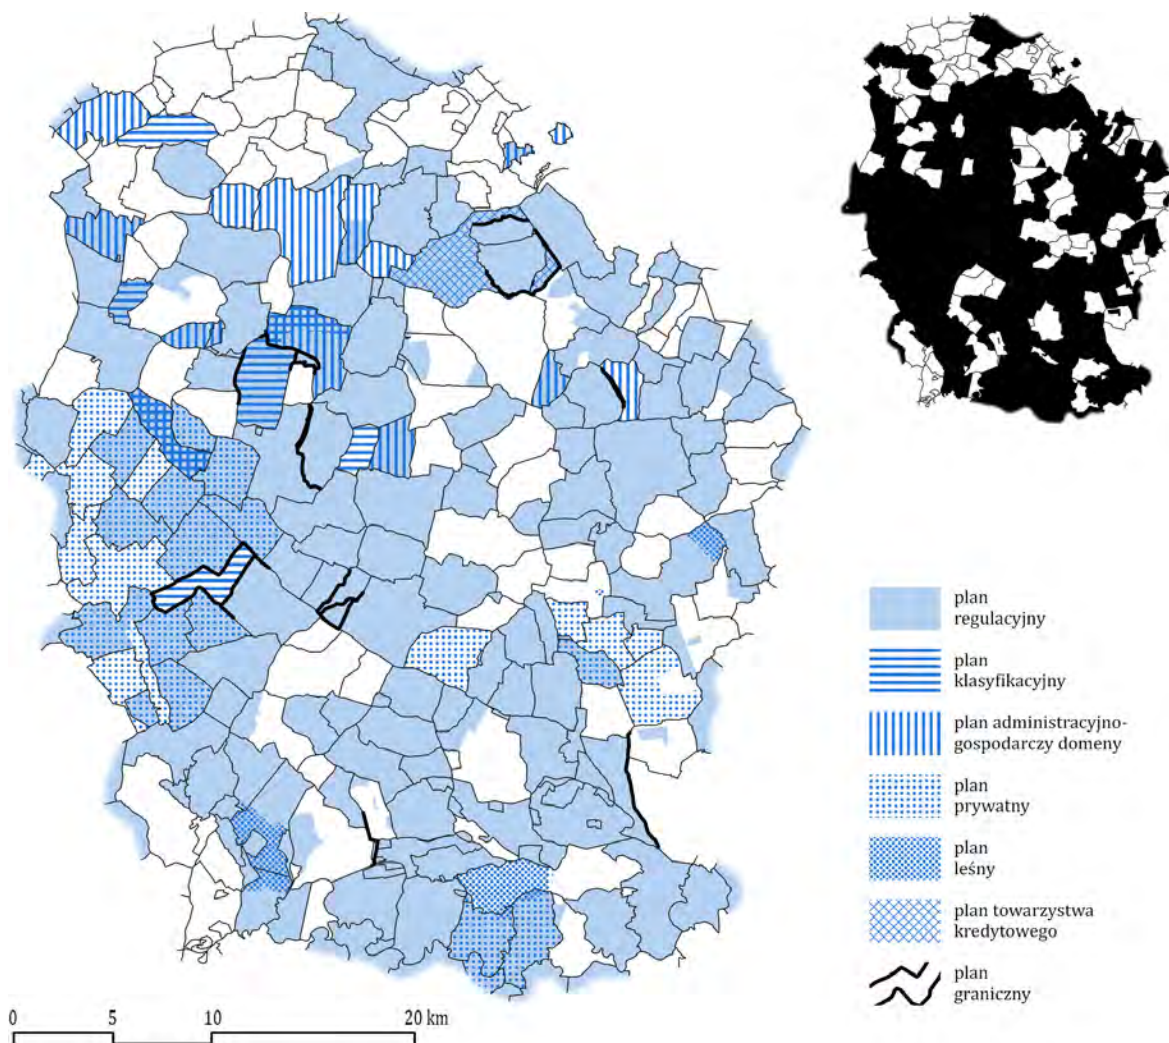 plan
regulacyjny
plan
klasyfikacyjny
plan administracyjno-
gospodarczy domeny
plan
prywatny
plan
leśny
plan towarzystwa
kredytowego
plan
graniczny
0 5 10 20 km